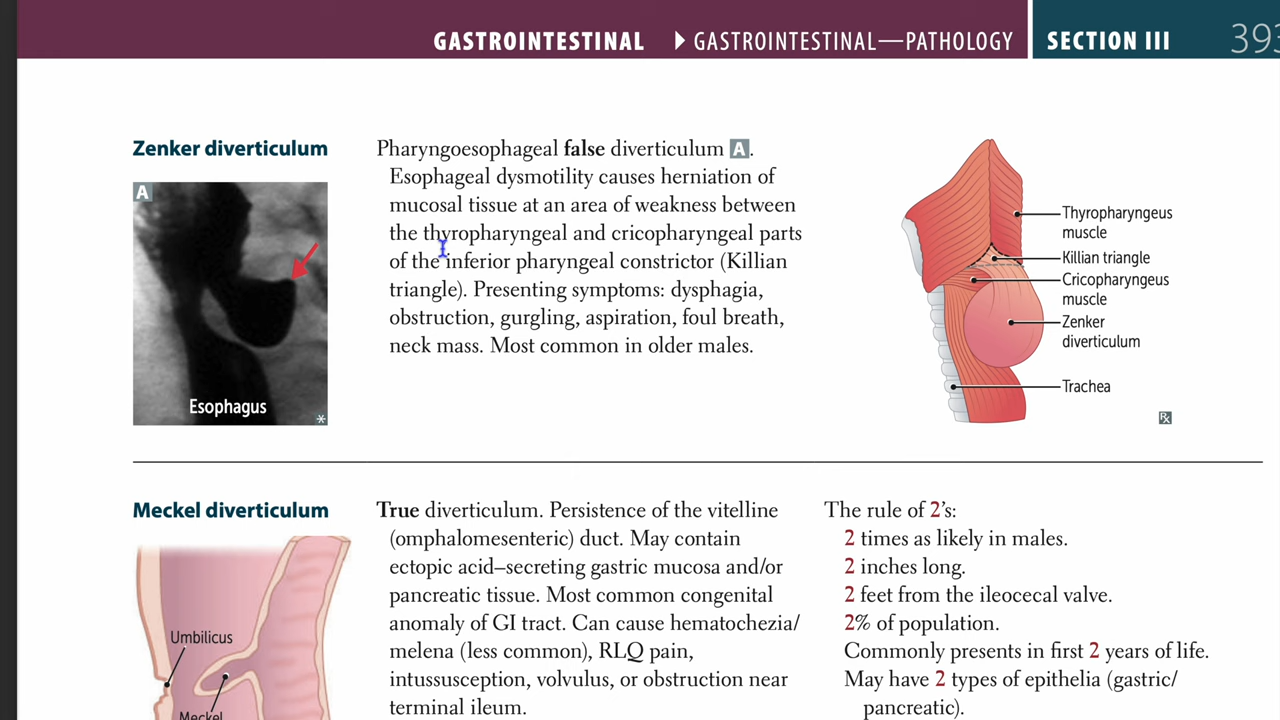 GASTROINTESTINAL ▶ GASTROINTESTINAL—PATHOLOGY SECTION III 393
Zenker diverticulum
A
Esophagus
*
Pharyngoesophageal false diverticulum A.
Esophageal dysmotility causes herniation of
mucosal tissue at an area of weakness between
the thyropharyngeal and cricopharyngeal parts
of the inferior pharyngeal constrictor (Killian
triangle). Presenting symptoms: dysphagia,
obstruction, gurgling, aspiration, foul breath,
neck mass. Most common in older males.
Thyropharyngeus
muscle
Killian triangle
Cricopharyngeus
muscle
Zenker
diverticulum
Trachea
Rx
Meckel diverticulum
Umbilicus
Meckel
True diverticulum. Persistence of the vitelline
(omphalomesenteric) duct. May contain
ectopic acid–secreting gastric mucosa and/or
pancreatic tissue. Most common congenital
anomaly of GI tract. Can cause hematochezia/
melena (less common), RLQ pain,
intussusception, volvulus, or obstruction near
terminal ileum.
The rule of 2’s:
2 times as likely in males.
2 inches long.
2 feet from the ileocecal valve.
2% of population.
Commonly presents in first 2 years of life.
May have 2 types of epithelia (gastric/
pancreatic).